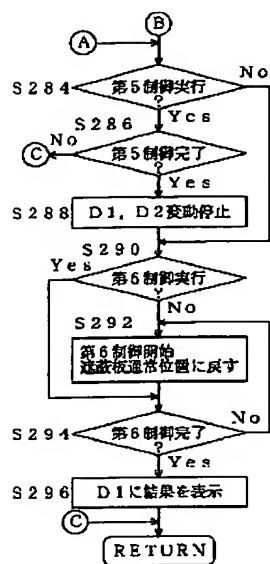 B
A
S284
第5制御実行
?
No
Yes
S286
No
第5制御完了
?
C
Yes
S288
D1, D2変動停止
S290
Yes
第6制御実行
?
No
S292
第6制御開始
遮蔽板通常位置に戻す
S294
第6制御完了
?
No
Yes
S296
D1に結果を表示
C
RETURN